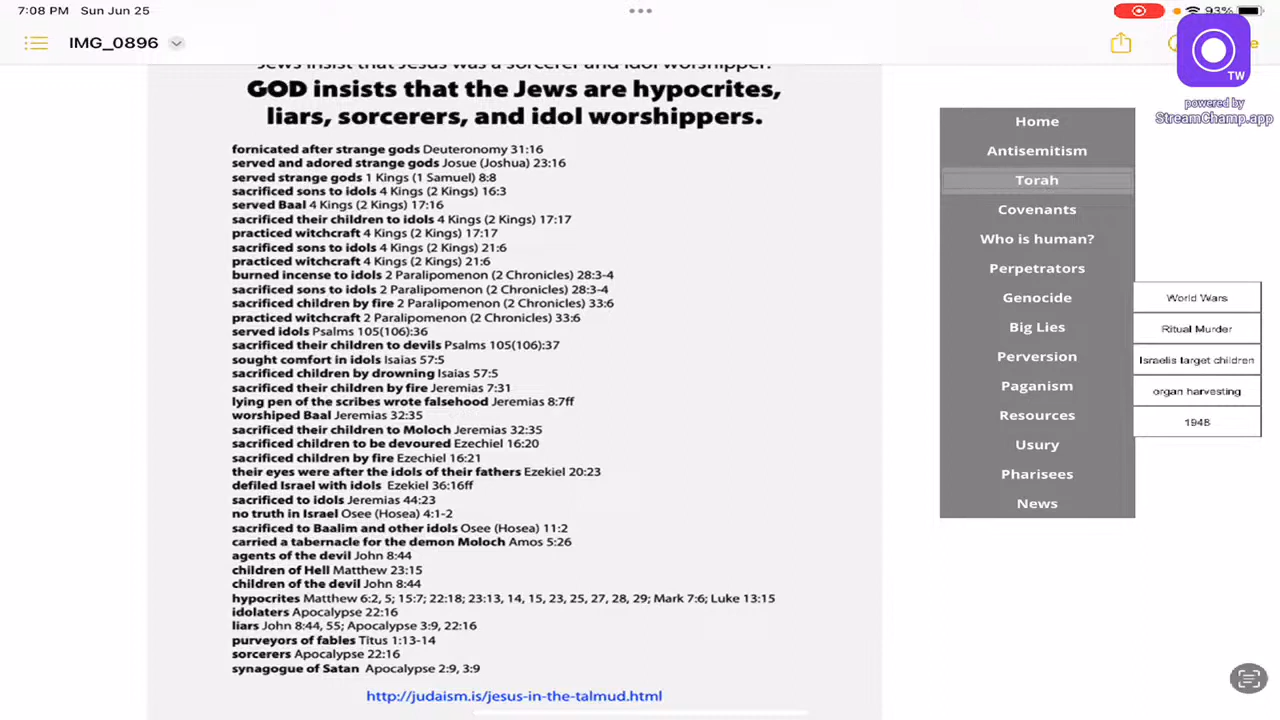 7:08 PM Sun Jun 25
93%
IMG_0896
TW
powered by
StreamChamp.app
Jews insist that Jesus was a sorcerer and idol worshipper.
GOD insists that the Jews are hypocrites,
liars, sorcerers, and idol worshippers.
fornicated after strange gods Deuteronomy 31:16
served and adored strange gods Josue (Joshua) 23:16
served strange gods 1 Kings (1 Samuel) 8:8
sacrificed sons to idols 4 Kings (2 Kings) 16:3
served Baal 4 Kings (2 Kings) 17:16
sacrificed their children to idols 4 Kings (2 Kings) 17:17
practiced witchcraft 4 Kings (2 Kings) 17:17
sacrificed sons to idols 4 Kings (2 Kings) 21:6
practiced witchcraft 4 Kings (2 Kings) 21:6
burned incense to idols 2 Paralipomenon (2 Chronicles) 28:3-4
sacrificed sons to idols 2 Paralipomenon (2 Chronicles) 28:3-4
sacrificed children by fire 2 Paralipomenon (2 Chronicles) 33:6
practiced witchcraft 2 Paralipomenon (2 Chronicles) 33:6
served idols Psalms 105(106):36
sacrificed their children to devils Psalms 105(106):37
sought comfort in idols Isaias 57:5
sacrificed children by drowning Isaias 57:5
sacrificed their children by fire Jeremias 7:31
lying pen of the scribes wrote falsehood Jeremias 8:7ff
worshiped Baal Jeremias 32:35
sacrificed their children to Moloch Jeremias 32:35
sacrificed children to be devoured Ezechiel 16:20
sacrificed children by fire Ezechiel 16:21
their eyes were after the idols of their fathers Ezekiel 20:23
defiled Israel with idols Ezekiel 36:16ff
sacrificed to idols Jeremias 44:23
no truth in Israel Osee (Hosea) 4:1-2
sacrificed to Baalim and other idols Osee (Hosea) 11:2
carried a tabernacle for the demon Moloch Amos 5:26
agents of the devil John 8:44
children of Hell Matthew 23:15
children of the devil John 8:44
hypocrites Matthew 6:2, 5; 15:7; 22:18; 23:13, 14, 15, 23, 25, 27, 28, 29; Mark 7:6; Luke 13:15
idolaters Apocalypse 22:16
liars John 8:44, 55; Apocalypse 3:9, 22:16
purveyors of fables Titus 1:13-14
sorcerers Apocalypse 22:16
synagogue of Satan Apocalypse 2:9, 3:9
http://judaism.is/jesus-in-the-talmud.html
Home
Antisemitism
Torah
Covenants
Who is human?
Perpetrators
Genocide
Big Lies
Perversion
Paganism
Resources
Usury
Pharisees
News
World Wars
Ritual Murder
Israelis target children
organ harvesting
1948